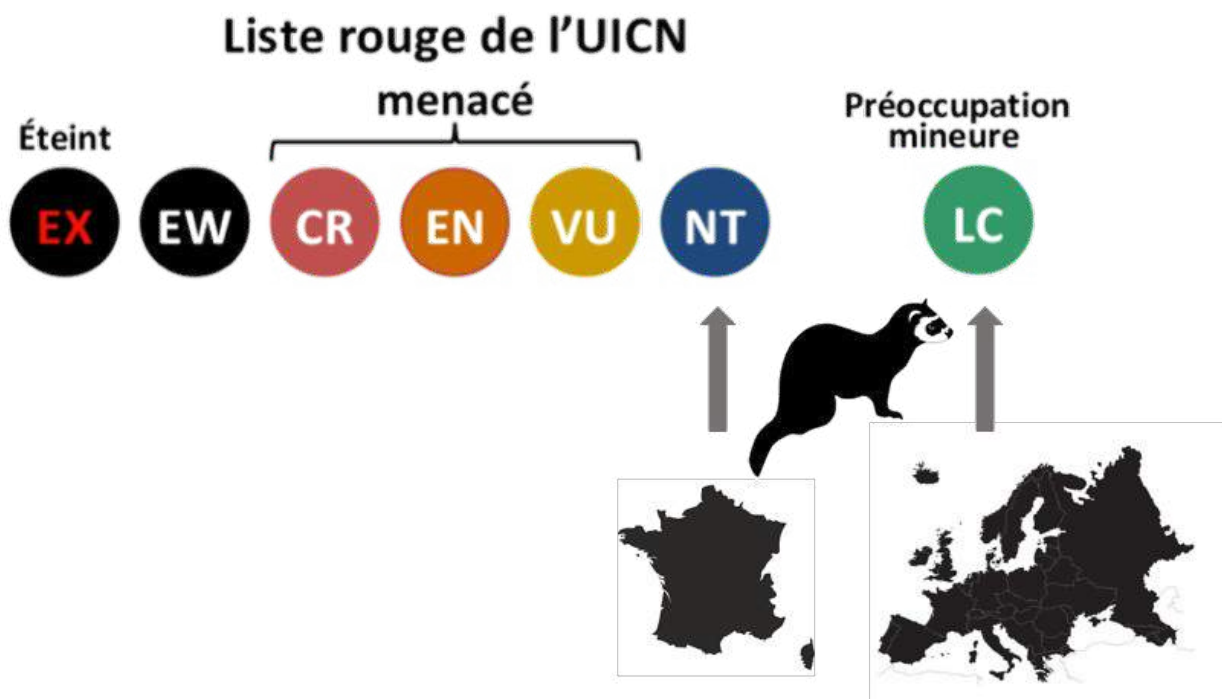 Liste rouge de l’UICN
menacé
Éteint
Préoccupation
mineure
EX EW CR EN VU NT LC